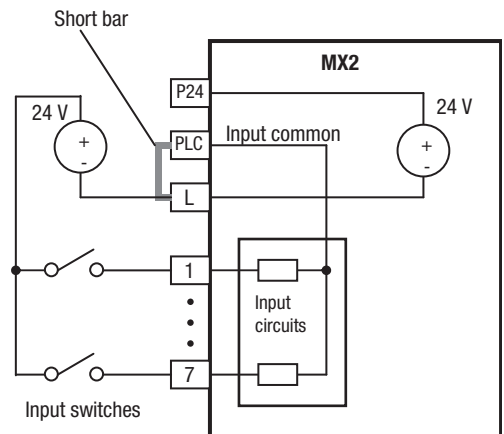 Short bar
MX2
P24
24 V
24 V
PLC
Input common
+
-
+
-
L
1
Input
circuits
7
Input switches